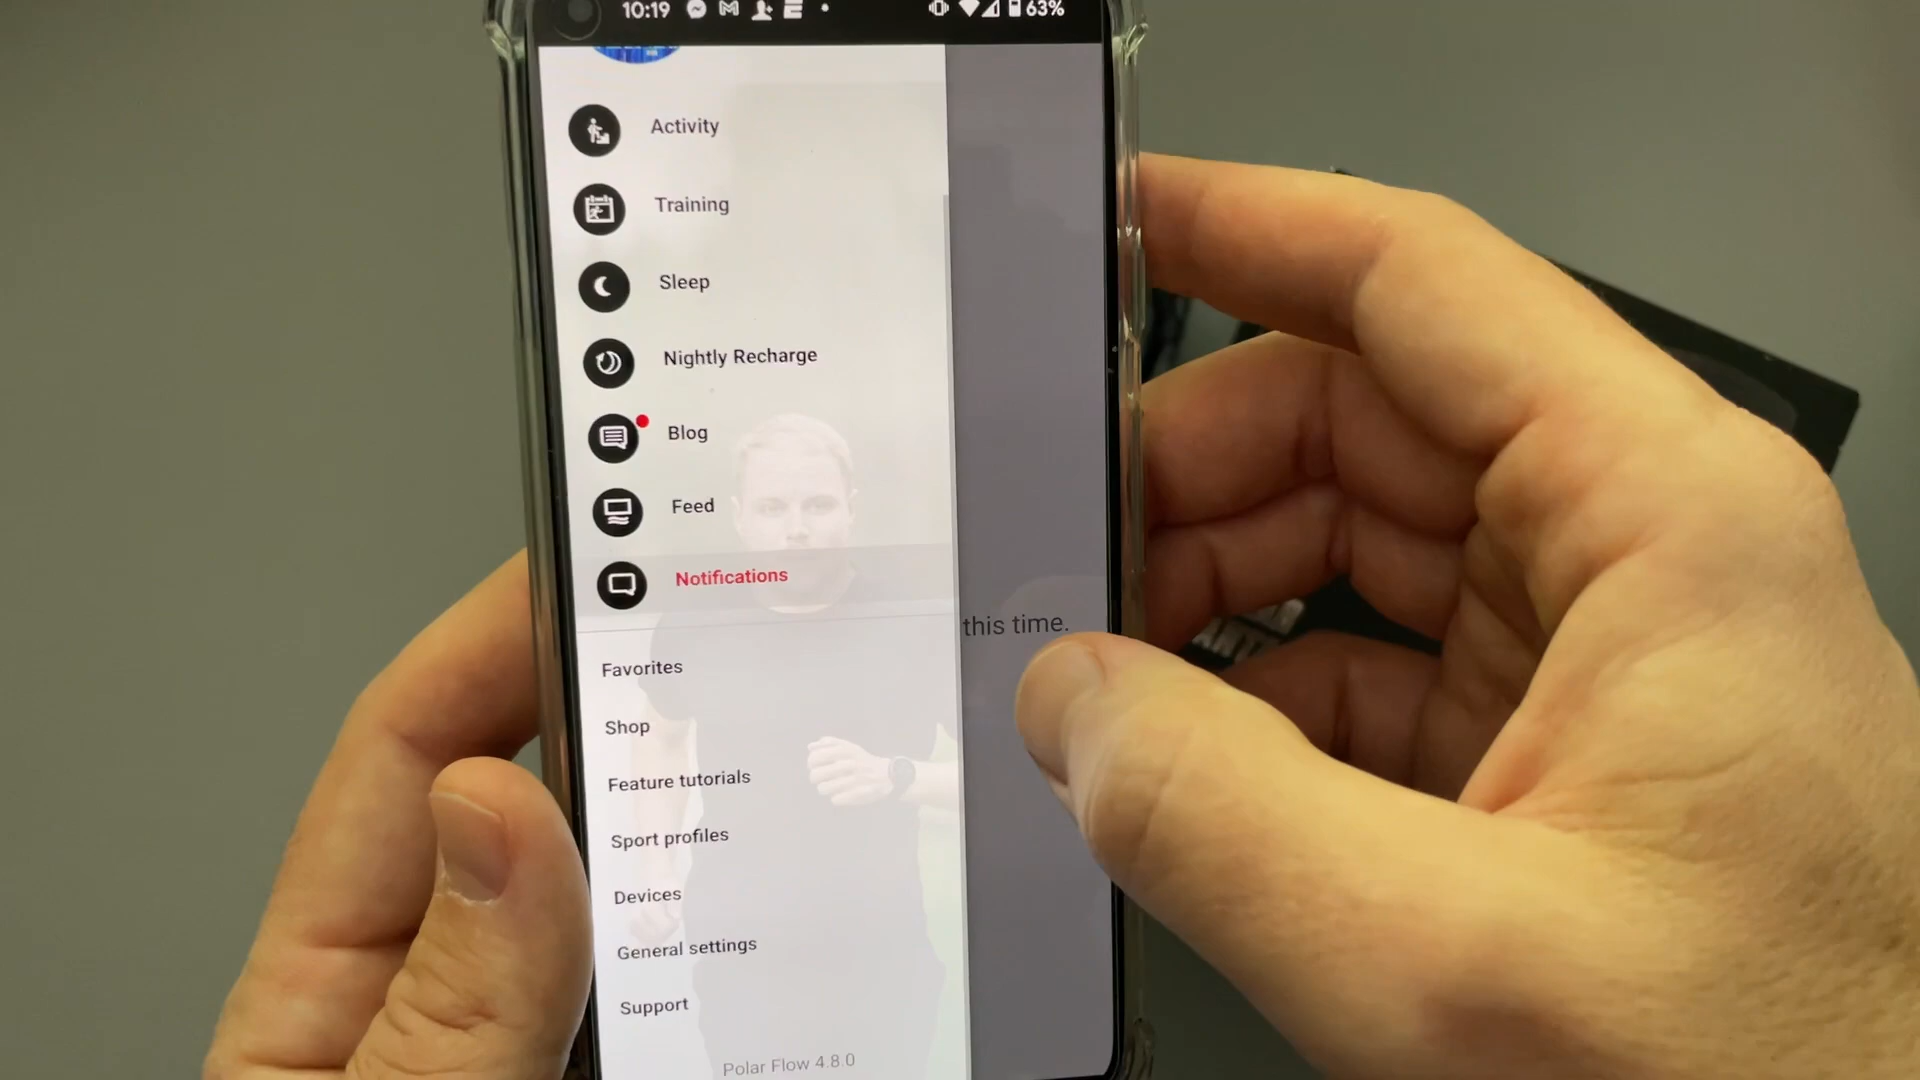 10:19
63%
Activity
Training
Sleep
Nightly Recharge
Blog
Feed
Notifications
this time.
Favorites
Shop
Feature tutorials
Sport profiles
Devices
General settings
Support
Polar Flow 4.8.0